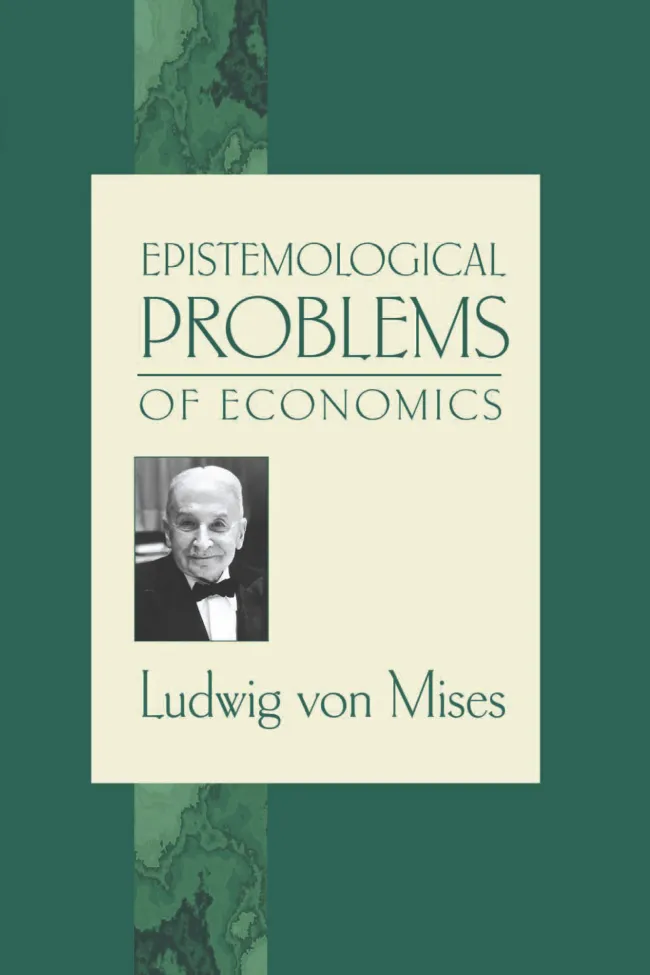 EPISTEMOLOGICAL
PROBLEMS
OF ECONOMICS
Ludwig von Mises